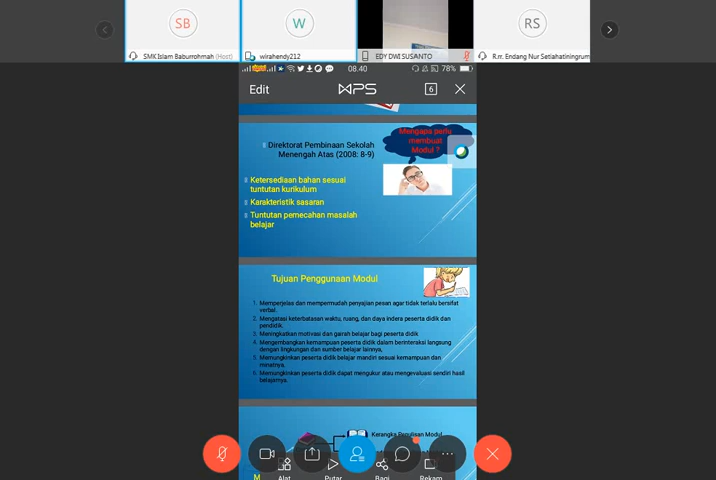 SB
W
RS
SMK Islam Baburrohmah (Host)
wirahendy212
EDY DWI SUSANTO
R.rr. Endang Nur Setiahatiningrum
08.40
78%
Edit
WPS
6
Direktorat Pembinaan Sekolah
Menengah Atas (2008: 8-9)
Mengapa perlu
membuat
Modul ?
Ketersediaan bahan sesuai
tuntutan kurikulum
Karakteristik sasaran
Tuntutan pemecahan masalah
belajar
Tujuan Penggunaan Modul
1. Memperjelas dan mempermudah penyajian pesan agar tidak terlalu bersifat
verbal.
2. Mengatasi keterbatasan waktu, ruang, dan daya indera peserta didik dan
pendidik.
3. Meningkatkan motivasi dan gairah belajar bagi peserta didik
4. Mengembangkan kemampuan peserta didik dalam berinteraksi langsung
dengan lingkungan dan sumber belajar lainnya,
5. Memungkinkan peserta didik belajar mandiri sesuai kemampuan dan
minatnya.
6. Memungkinkan peserta didik dapat mengukur atau mengevaluasi sendiri hasil
belajarnya.
Kerangka Penulisan Modul
M
Alat
Putar
Bagi
Rekam